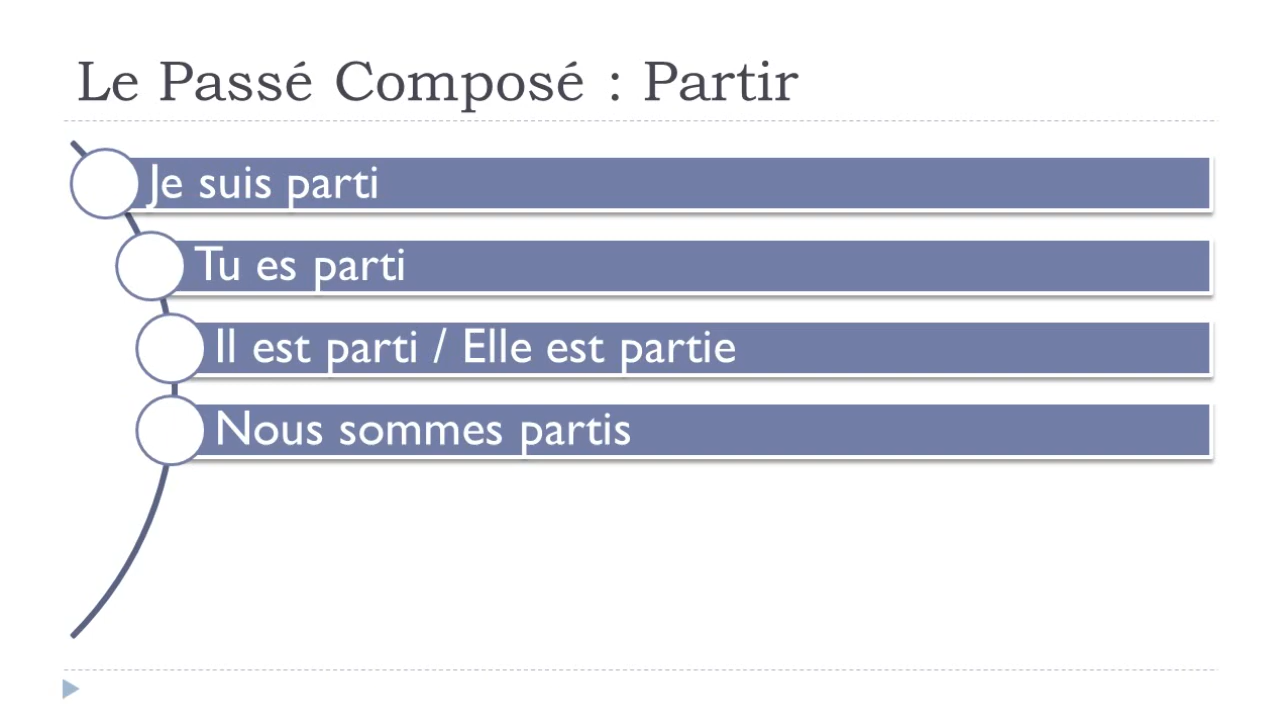 Le Passé Composé : Partir
Je suis parti
Tu es parti
Il est parti / Elle est partie
Nous sommes partis